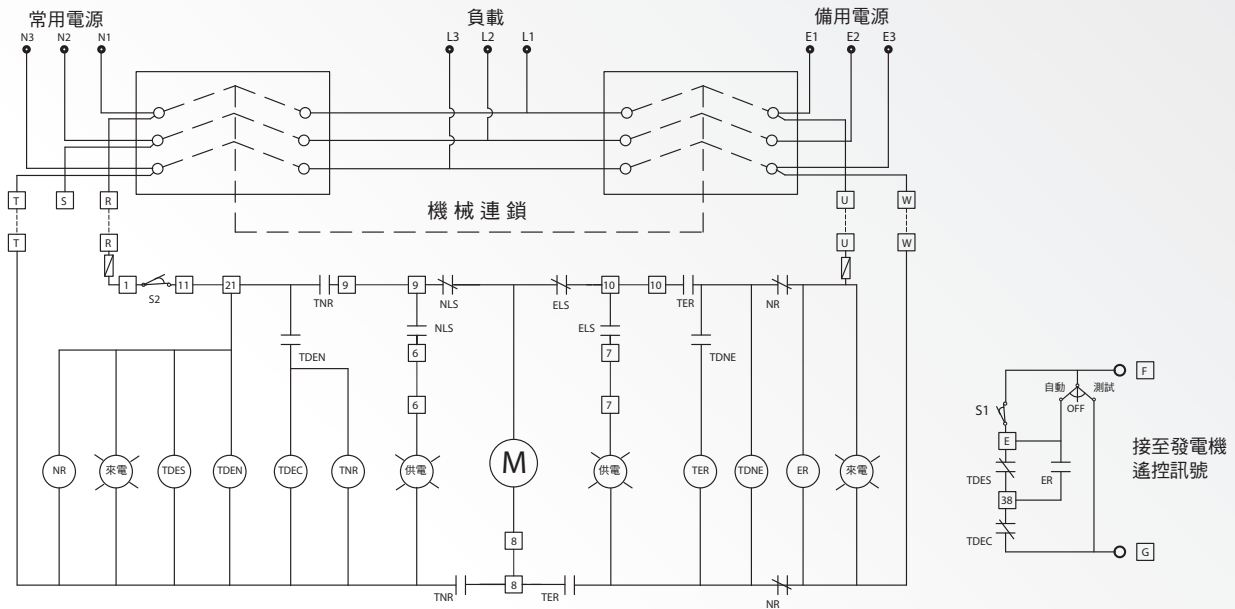 常用電源 負載 備用電源
N3 N2 N1 L3 L2 L1 E1 E2 E3
機械連鎖
T S R U W
T R U W
1 S2 11 21 TNR 9 9 NLS ELS 10 10 TER NR
NLS ELS
TDEN 6 7 TDNE
6 7
NR 來電 TDES TDEN TDEC TNR 供電 M 供電 TER TDNE ER 來電
8
TNR 8 TER NR
F
自動 測試
S1 OFF
E
TDES ER
38
TDEC
G
接至發電機
遙控訊號